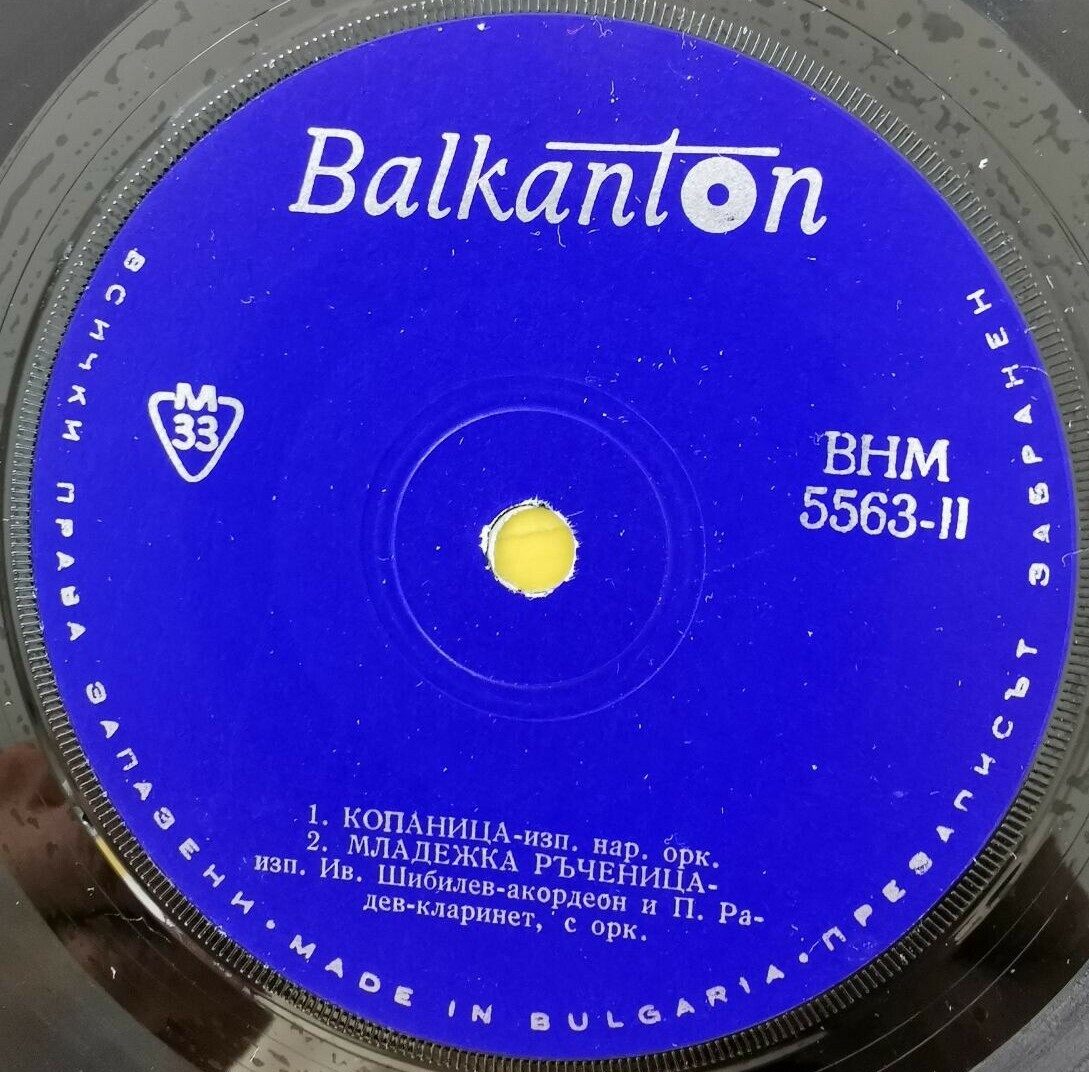 Balkanton
M
33
ВНМ
5563-II
1. КОПАНИЦА-изп. нар. орк.
2. МЛАДЕЖКА РЪЧЕНИЦА-
изп. Ив. Шибилев-акордеон и П. Ра-
дев-кларинет, с орк.
ВСИЧКИ ПРАВА ЗАПАЗЕНИ · MADE IN BULGARIA · ПРЕЗАПИСЪТ ЗАБРАНЕН